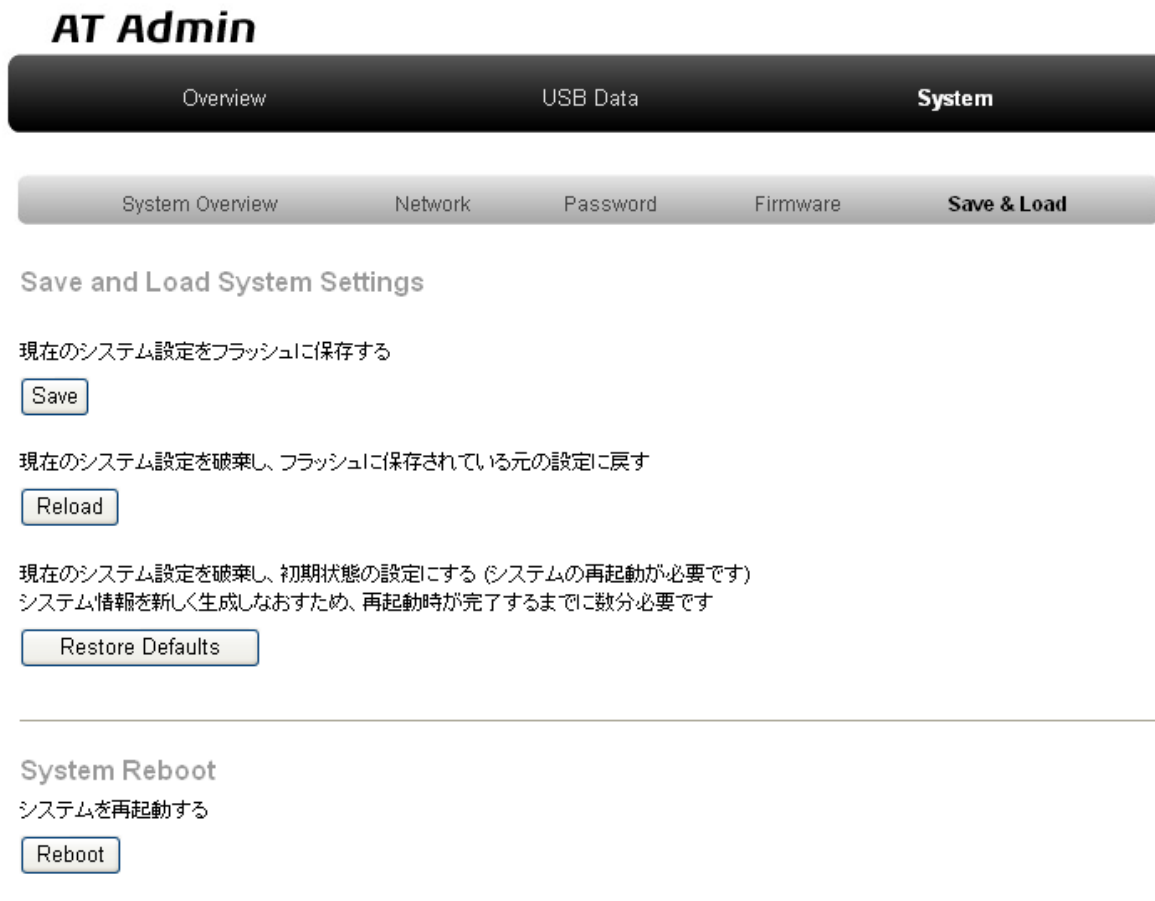 AT Admin
Overview USB Data System
System Overview Network Password Firmware Save & Load
Save and Load System Settings
現在のシステム設定をフラッシュに保存する
Save
現在のシステム設定を破棄し、フラッシュに保存されている元の設定に戻す
Reload
現在のシステム設定を破棄し、初期状態の設定にする (システムの再起動が必要です)
システム情報を新しく生成しなおすため、再起動時が完了するまでに数分必要です
Restore Defaults
System Reboot
システムを再起動する
Reboot